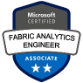 Microsoft
CERTIFIED
FABRIC ANALYTICS
ENGINEER
ASSOCIATE